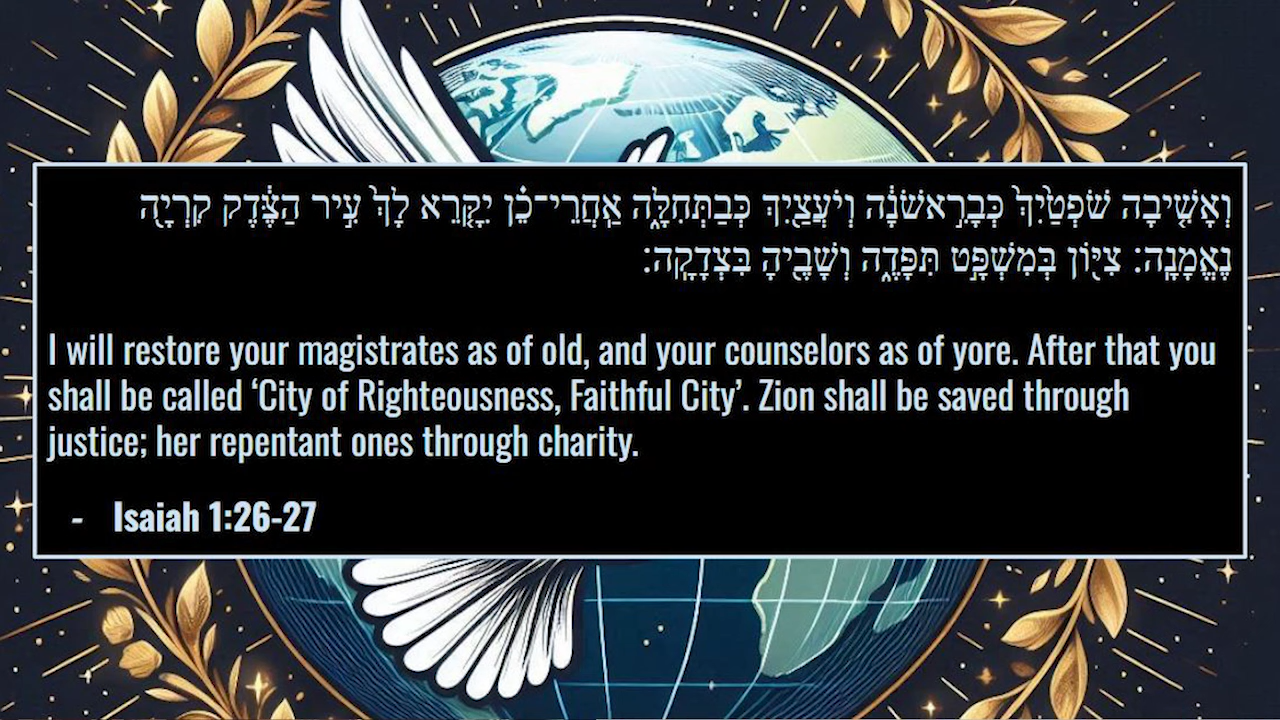 וְאָשִׁ֤יבָה שֹׁפְטַ֙יִךְ֙ כְּבָרִ֣אשֹׁנָ֔ה וְיֹעֲצַ֖יִךְ כְּבַתְּחִלָּ֑ה אַֽחֲרֵי־כֵ֗ן יִקָּ֤רֵא לָךְ֙ עִ֣יר הַצֶּ֔דֶק קִרְיָ֖ה
נֶאֱמָנָֽה׃ צִיּ֖וֹן בְּמִשְׁפָּ֣ט תִּפָּדֶ֑ה וְשָׁבֶ֖יהָ בִּצְדָקָֽה׃
I will restore your magistrates as of old, and your counselors as of yore. After that you
shall be called ‘City of Righteousness, Faithful City’. Zion shall be saved through
justice; her repentant ones through charity.
- Isaiah 1:26-27